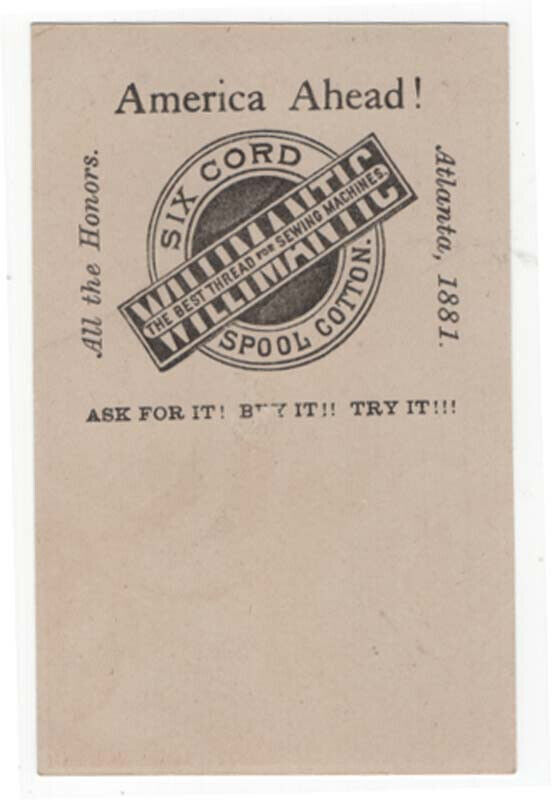 America Ahead!
All the Honors.
SIX CORD
WILLIMANTIC
THE BEST THREAD FOR SEWING MACHINES.
WILLIMANTIC
SPOOL COTTON.
Atlanta, 1881.
ASK FOR IT! BUY IT!! TRY IT!!!